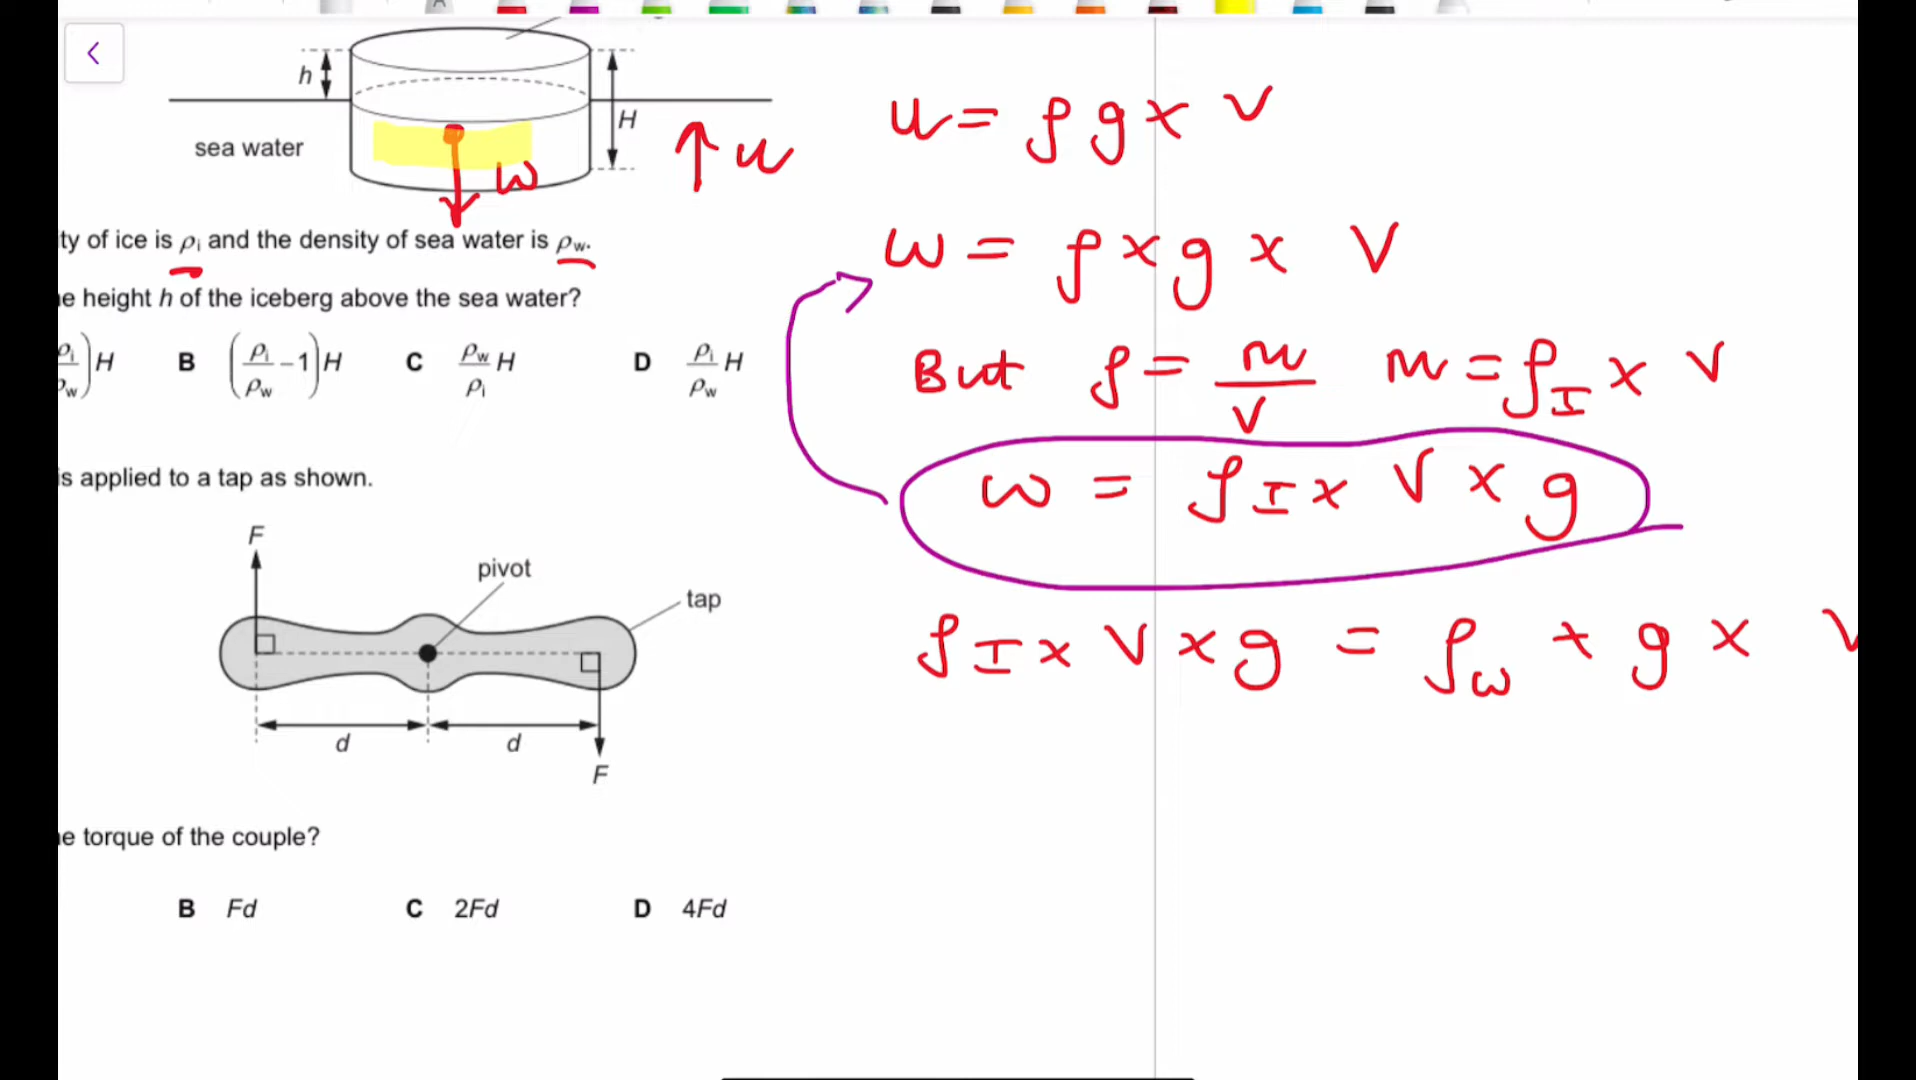 h
H
sea water
w
u
u = ρ g x V
w = ρ x g x V
ty of ice is ρi and the density of sea water is ρw.
e height h of the iceberg above the sea water?
ρi/ρw) H B (ρi/ρw − 1) H C ρw/ρi H D ρi/ρw H
But ρ = m/V m = ρI x V
w = ρI x V x g
ρI x V x g = ρw x g x V
s applied to a tap as shown.
F
pivot
tap
d d
F
e torque of the couple?
B Fd C 2Fd D 4Fd